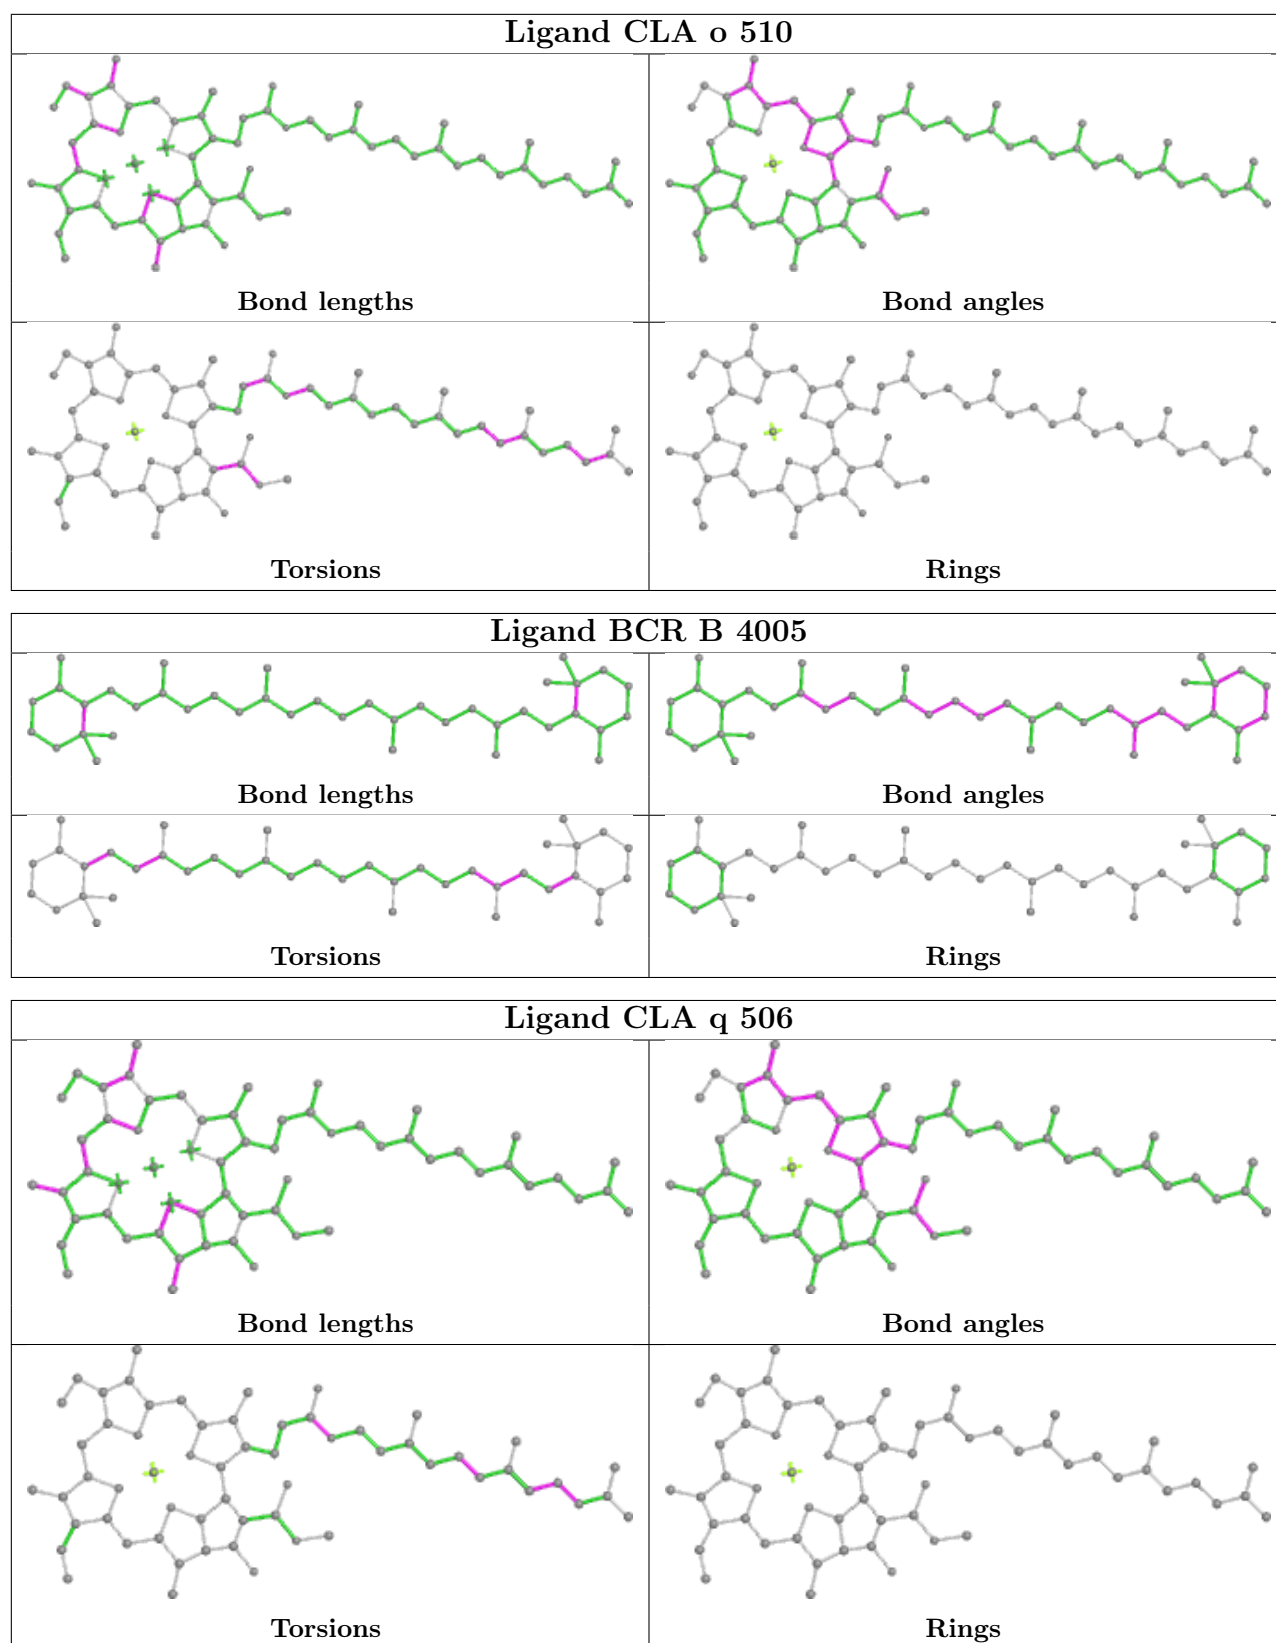 Ligand CLA o 510
Bond lengths
Bond angles
Torsions
Rings
Ligand BCR B 4005
Bond lengths
Bond angles
Torsions
Rings
Ligand CLA q 506
Bond lengths
Bond angles
Torsions
Rings